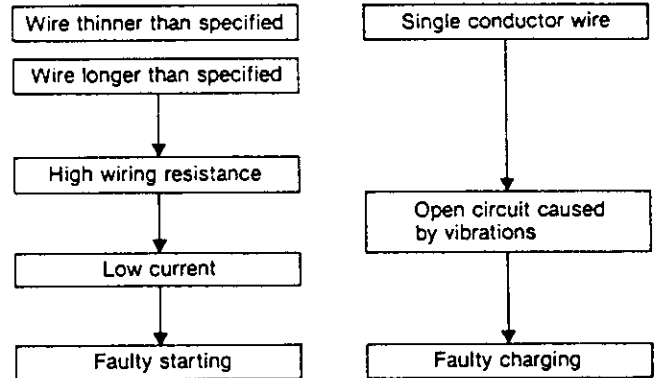 Wire thinner than specified
Wire longer than specified
High wiring resistance
Low current
Faulty starting
Single conductor wire
Open circuit caused
by vibrations
Faulty charging